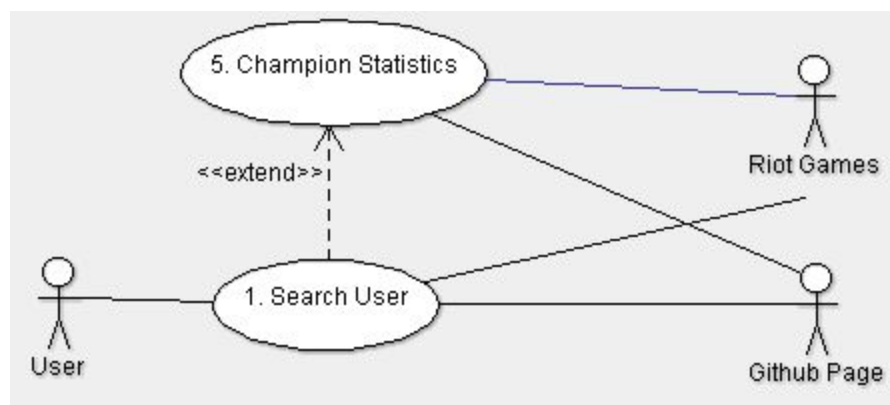 5. Champion Statistics
Riot Games
<<extend>>
1. Search User
User
Github Page